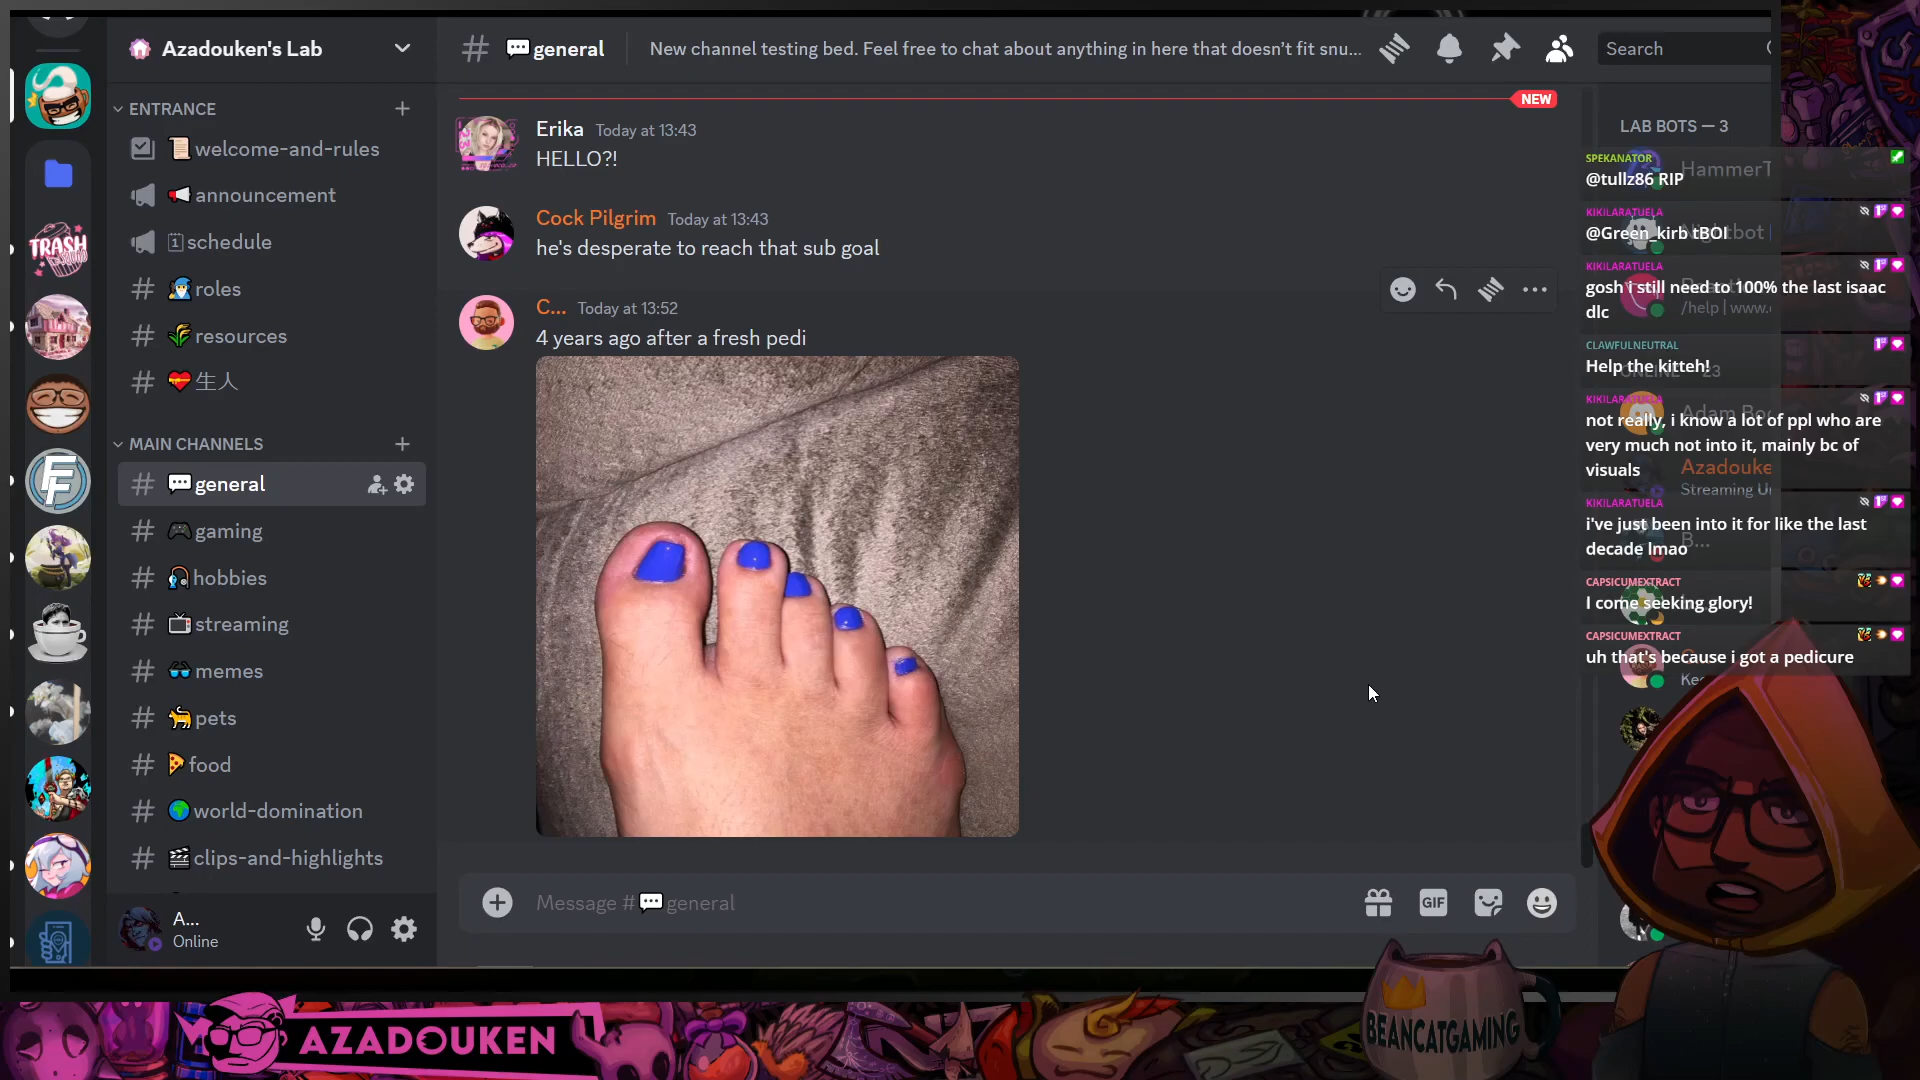 Azadouken's Lab
ENTRANCE
welcome-and-rules
announcement
schedule
roles
resources
生人
MAIN CHANNELS
general
gaming
hobbies
streaming
memes
pets
food
world-domination
clips-and-highlights
A...
Online
TRASH
general
New channel testing bed. Feel free to chat about anything in here that doesn't fit snu...
Search
NEW
Erika Today at 13:43
HELLO?!
Cock Pilgrim Today at 13:43
he's desperate to reach that sub goal
C... Today at 13:52
4 years ago after a fresh pedi
Message # general
GIF
LAB BOTS — 3
SPEKANATOR
@tullz86 RIP
KIKILARATUELA
@Green_kirb tBOI
KIKILARATUELA
gosh i still need to 100% the last isaac
dlc
/help | www.
CLAWFULNEUTRAL
Help the kitteh!
KIKILARATUELA
not really, i know a lot of ppl who are
very much not into it, mainly bc of
visuals
Azadouke
KIKILARATUELA
i've just been into it for like the last
decade lmao
B...
CAPSICUMEXTRACT
I come seeking glory!
CAPSICUMEXTRACT
uh that's because i got a pedicure
AZADOUKEN
BEANCATGAMING